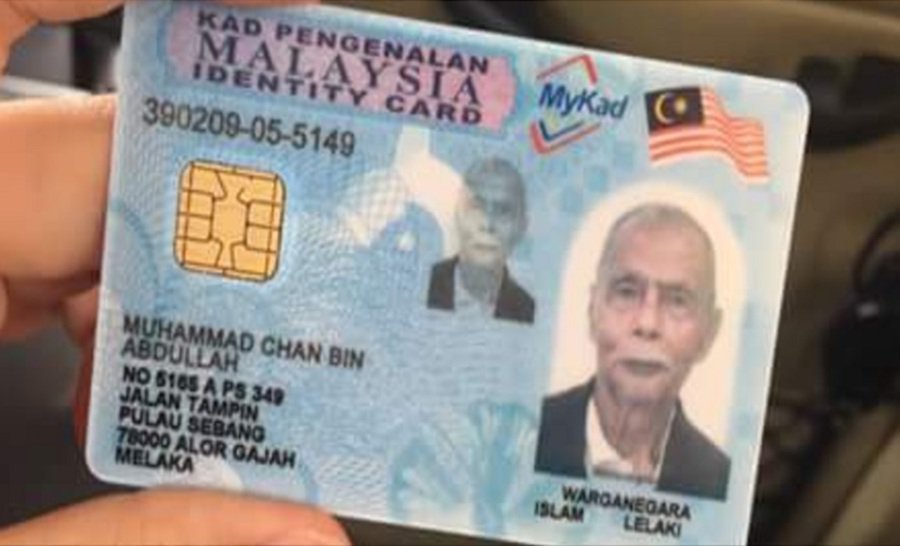 KAD PENGENALAN
MALAYSIA
IDENTITY CARD
MyKad
390209-05-5149
MUHAMMAD CHAN BIN
ABDULLAH
NO 5165 A PS 349
JALAN TAMPIN
PULAU SEBANG
78000 ALOR GAJAH
MELAKA
WARGANEGARA
ISLAM LELAKI